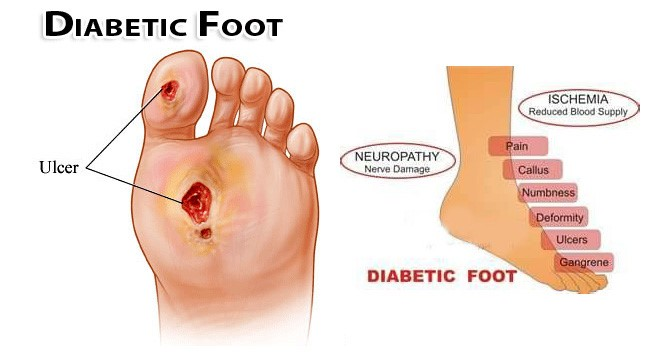 DIABETIC FOOT
Ulcer
ISCHEMIA
Reduced Blood Supply
NEUROPATHY
Nerve Damage
Pain
Callus
Numbness
Deformity
Ulcers
Gangrene
DIABETIC FOOT